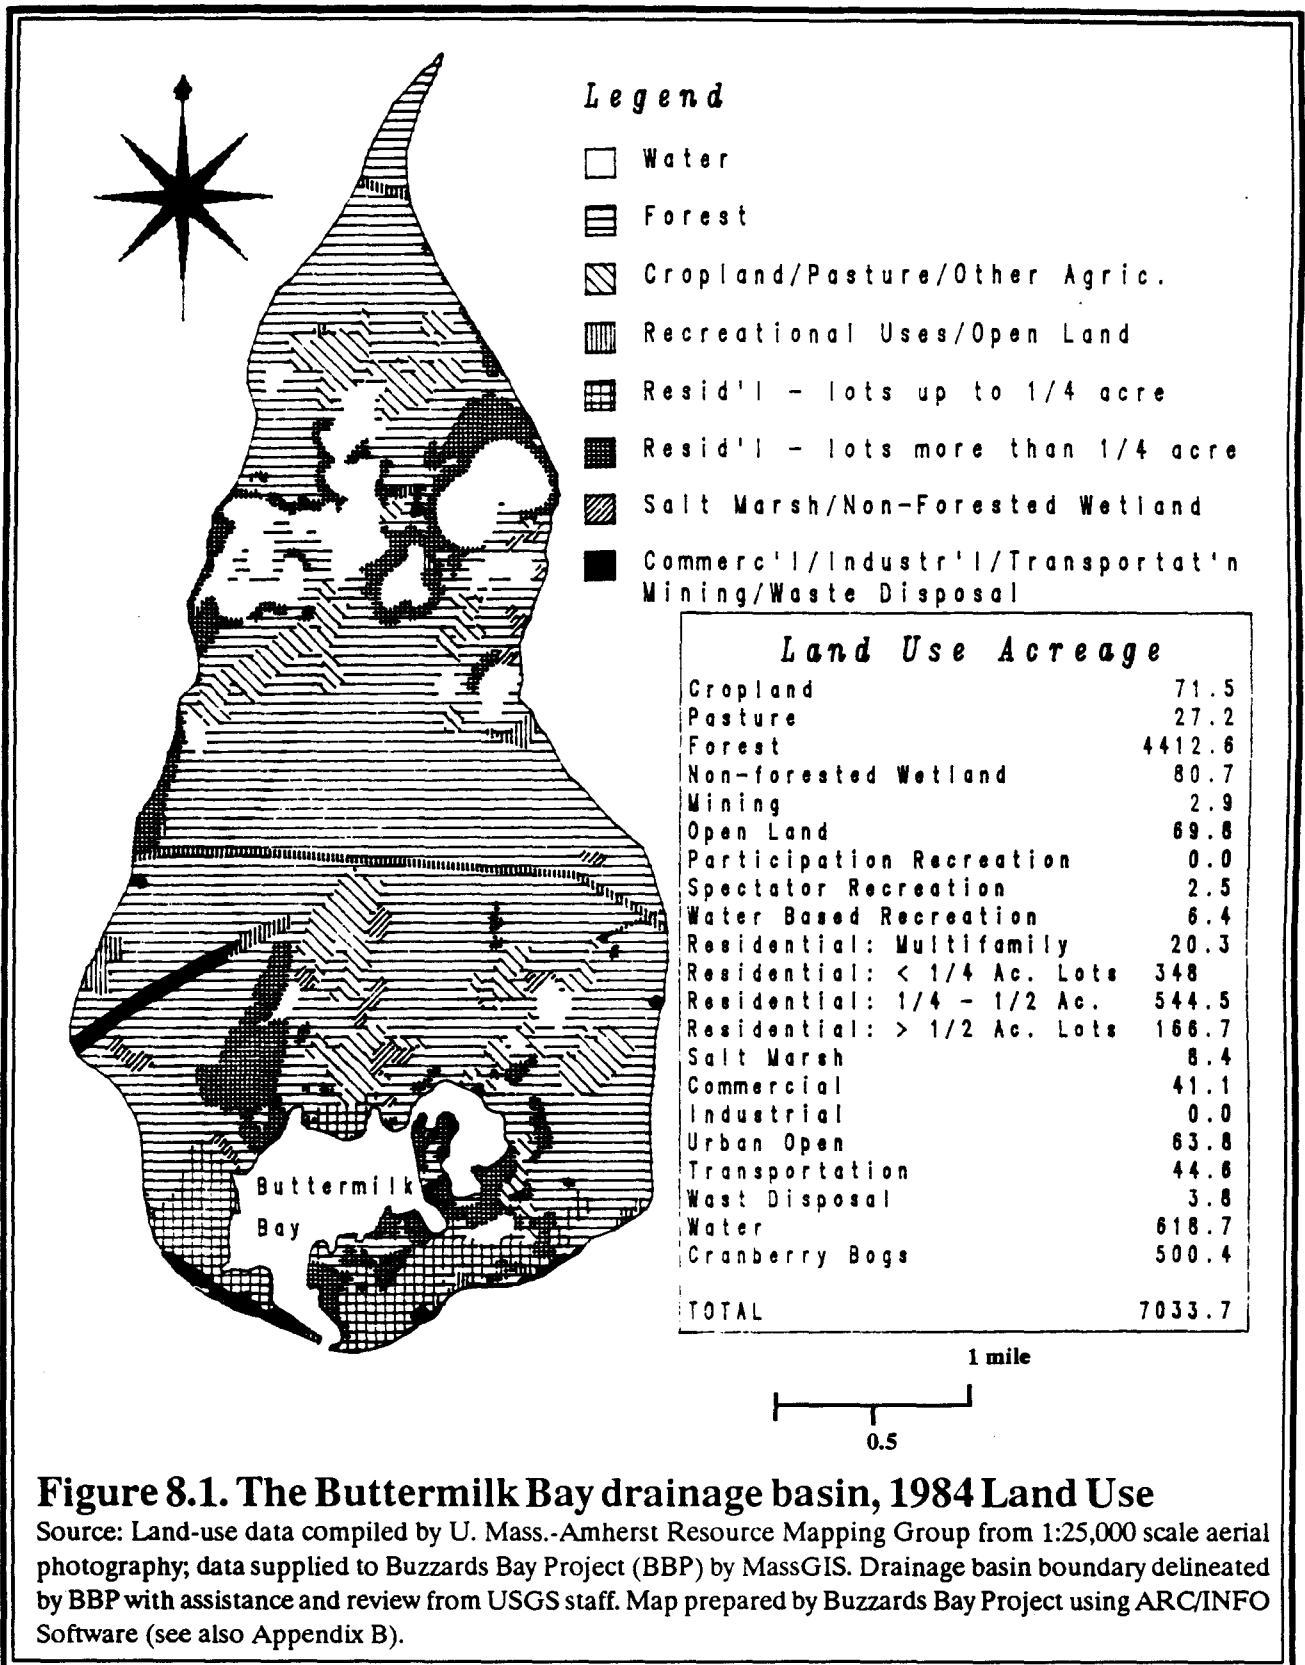 Legend
Water
Forest
Cropland/Pasture/Other Agric.
Recreational Uses/Open Land
Resid'l - lots up to 1/4 acre
Resid'l - lots more than 1/4 acre
Salt Marsh/Non-Forested Wetland
Commerc'l/Industr'l/Transportat'n
Mining/Waste Disposal
Land Use Acreage
Cropland 71.5
Pasture 27.2
Forest 4412.6
Non-forested Wetland 80.7
Mining 2.9
Open Land 69.8
Participation Recreation 0.0
Spectator Recreation 2.5
Water Based Recreation 6.4
Residential: Multifamily 20.3
Residential: < 1/4 Ac. Lots 348
Residential: 1/4 - 1/2 Ac. 544.5
Residential: > 1/2 Ac. Lots 166.7
Salt Marsh 8.4
Commercial 41.1
Industrial 0.0
Urban Open 63.8
Transportation 44.6
Wast Disposal 3.8
Water 618.7
Cranberry Bogs 500.4
TOTAL 7033.7
Buttermilk
Bay
1 mile
0.5
Figure 8.1. The Buttermilk Bay drainage basin, 1984 Land Use
Source: Land-use data compiled by U. Mass.-Amherst Resource Mapping Group from 1:25,000 scale aerial
photography; data supplied to Buzzards Bay Project (BBP) by MassGIS. Drainage basin boundary delineated
by BBP with assistance and review from USGS staff. Map prepared by Buzzards Bay Project using ARC/INFO
Software (see also Appendix B).